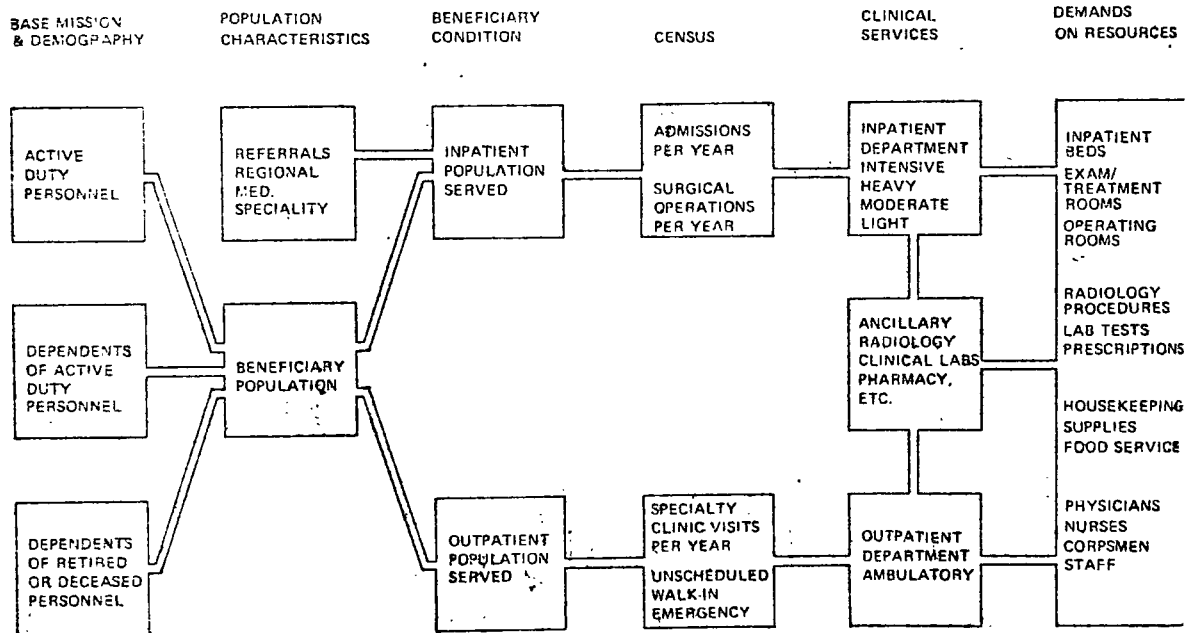 BASE MISSION
& DEMOGRAPHY
POPULATION
CHARACTERISTICS
BENEFICIARY
CONDITION
CENSUS
CLINICAL
SERVICES
DEMANDS
ON RESOURCES
ACTIVE
DUTY
PERSONNEL
DEPENDENTS
OF ACTIVE
DUTY
PERSONNEL
DEPENDENTS
OF RETIRED
OR DECEASED
PERSONNEL
REFERRALS
REGIONAL
MED.
SPECIALITY
BENEFICIARY
POPULATION
INPATIENT
POPULATION
SERVED
OUTPATIENT
POPULATION
SERVED
ADMISSIONS
PER YEAR
SURGICAL
OPERATIONS
PER YEAR
SPECIALTY
CLINIC VISITS
PER YEAR
UNSCHEDULED
WALK-IN
EMERGENCY
INPATIENT
DEPARTMENT
INTENSIVE
HEAVY
MODERATE
LIGHT
ANCILLARY
RADIOLOGY
CLINICAL LABS
PHARMACY,
ETC.
OUTPATIENT
DEPARTMENT
AMBULATORY
INPATIENT
BEDS
EXAM/
TREATMENT
ROOMS
OPERATING
ROOMS
RADIOLOGY
PROCEDURES
LAB TESTS
PRESCRIPTIONS
HOUSEKEEPING
SUPPLIES
FOOD SERVICE
PHYSICIANS
NURSES
CORPSMEN
STAFF